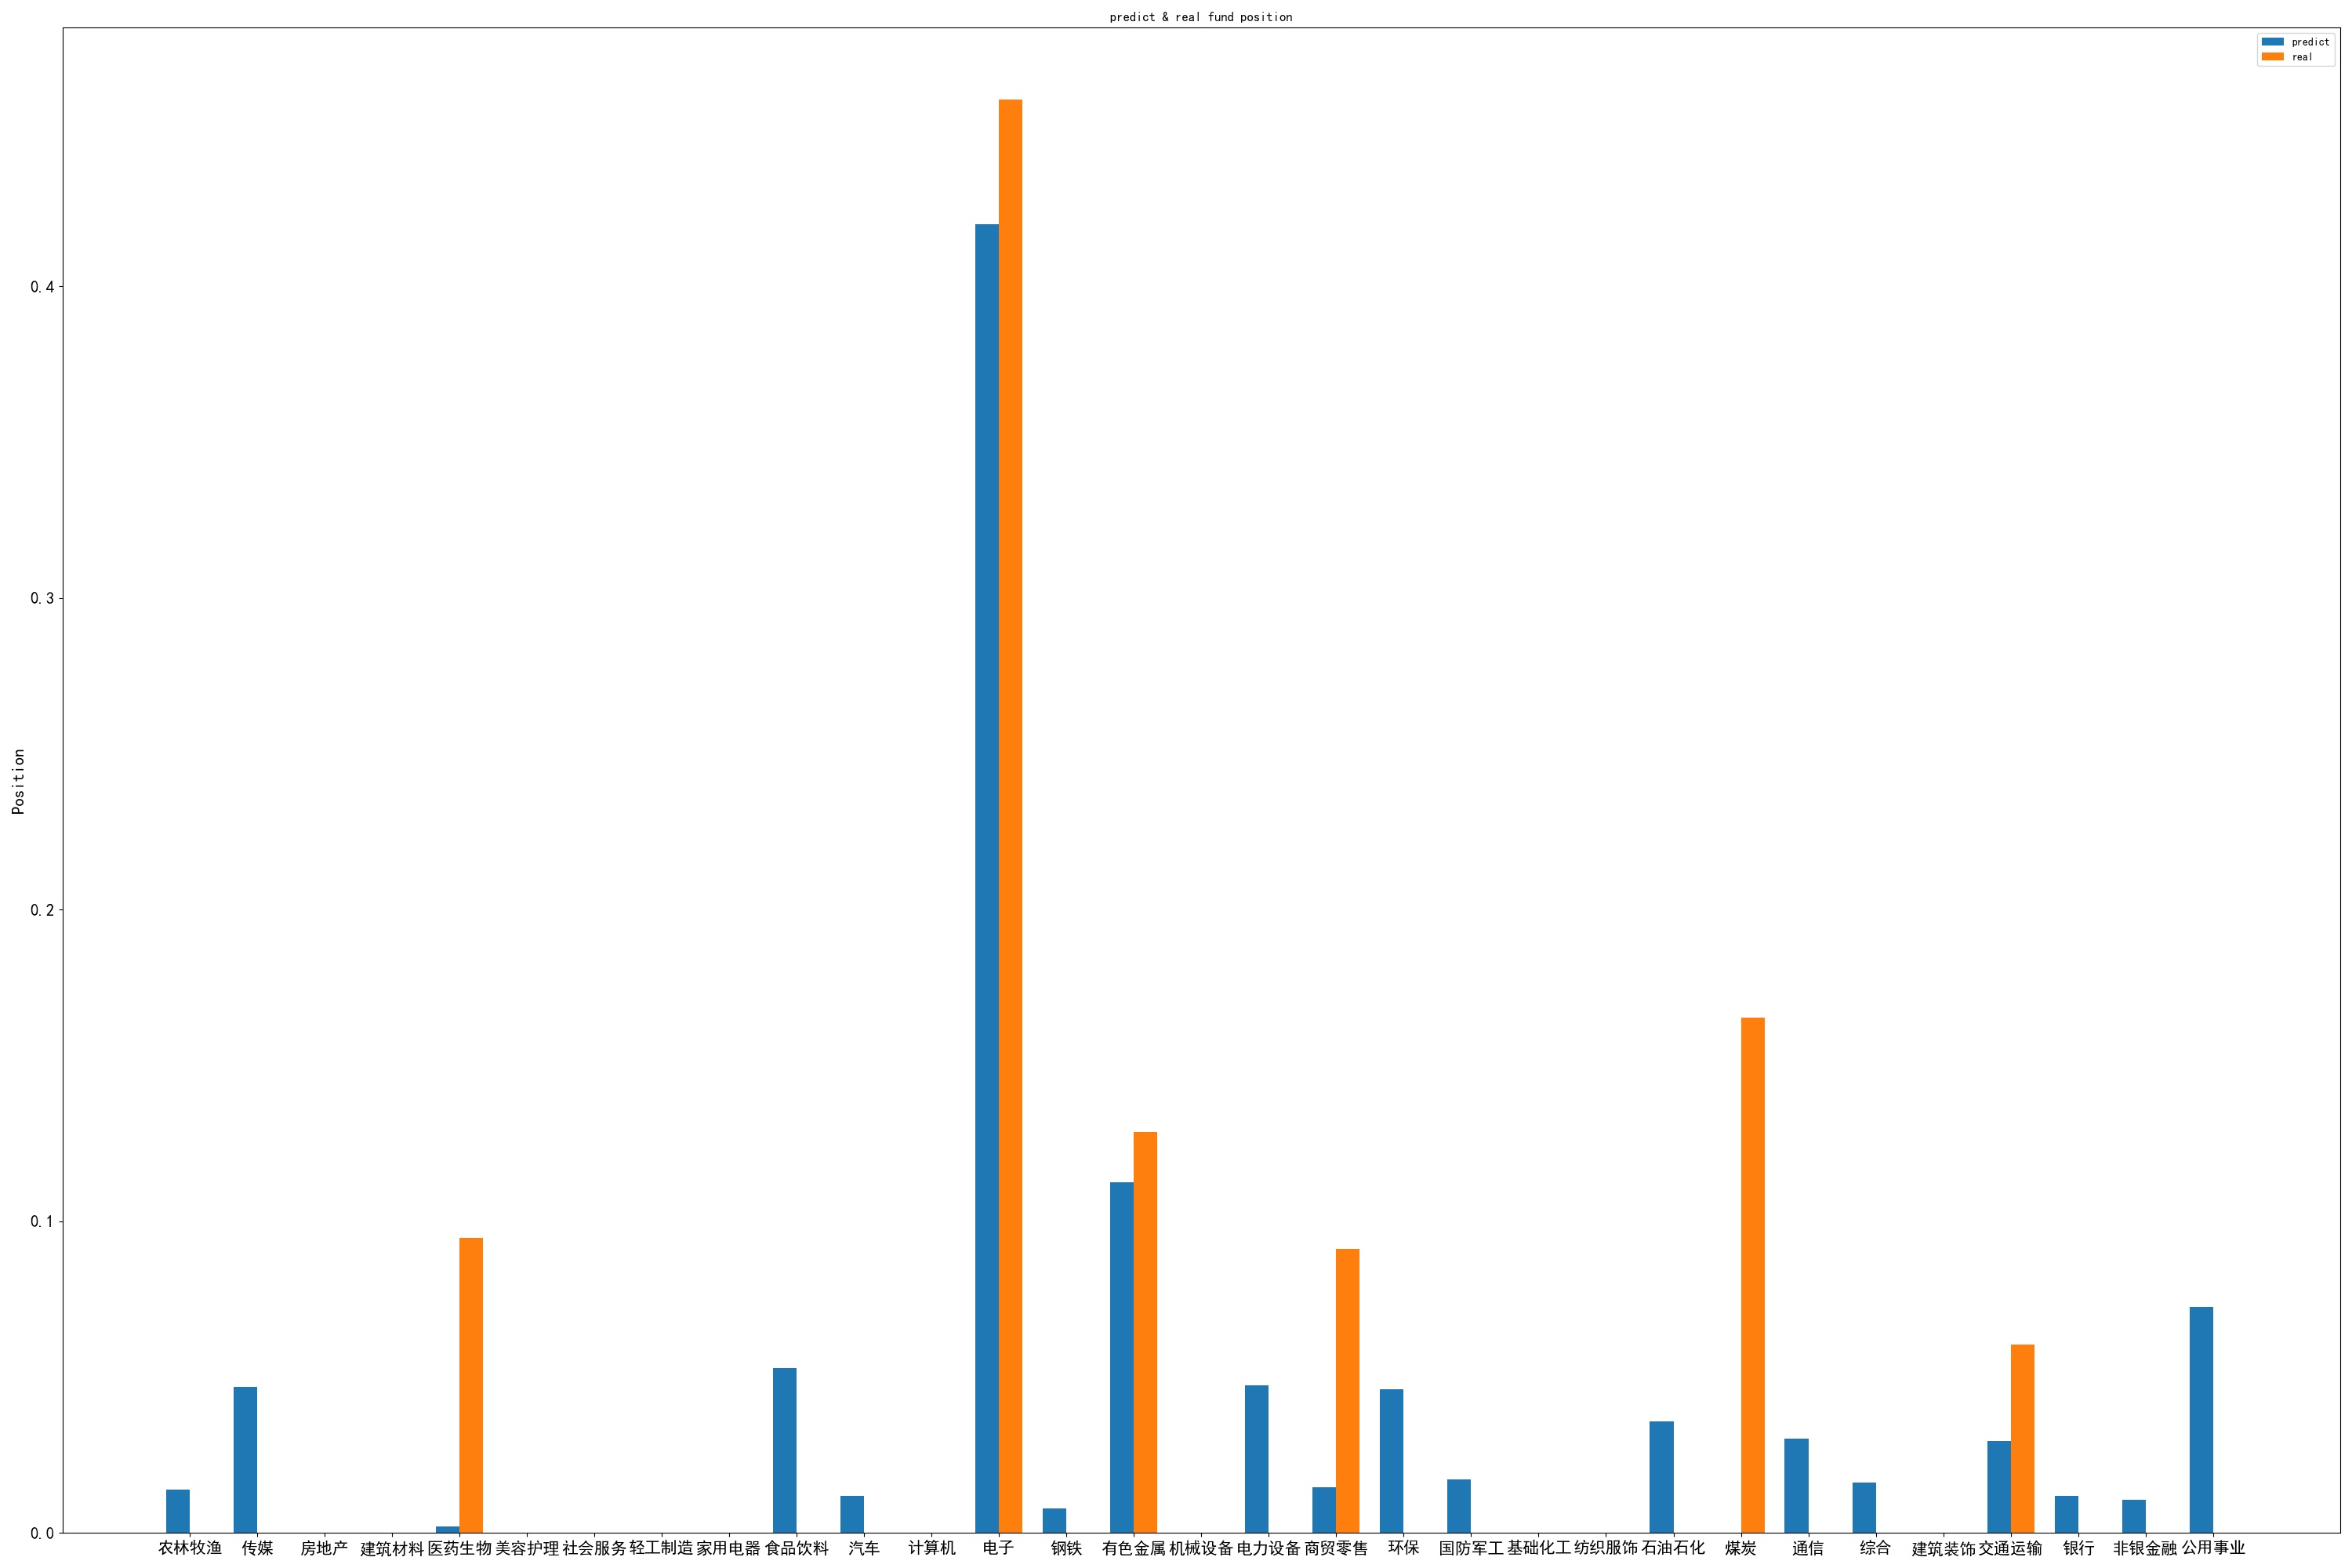 predict & real fund position
predict
real
Position
0.4
0.3
0.2
0.1
0.0
农林牧渔 传媒 房地产 建筑材料 医药生物 美容护理 社会服务 轻工制造 家用电器 食品饮料 汽车 计算机 电子 钢铁 有色金属 机械设备 电力设备 商贸零售 环保 国防军工 基础化工 纺织服饰 石油石化 煤炭 通信 综合 建筑装饰 交通运输 银行 非银金融 公用事业